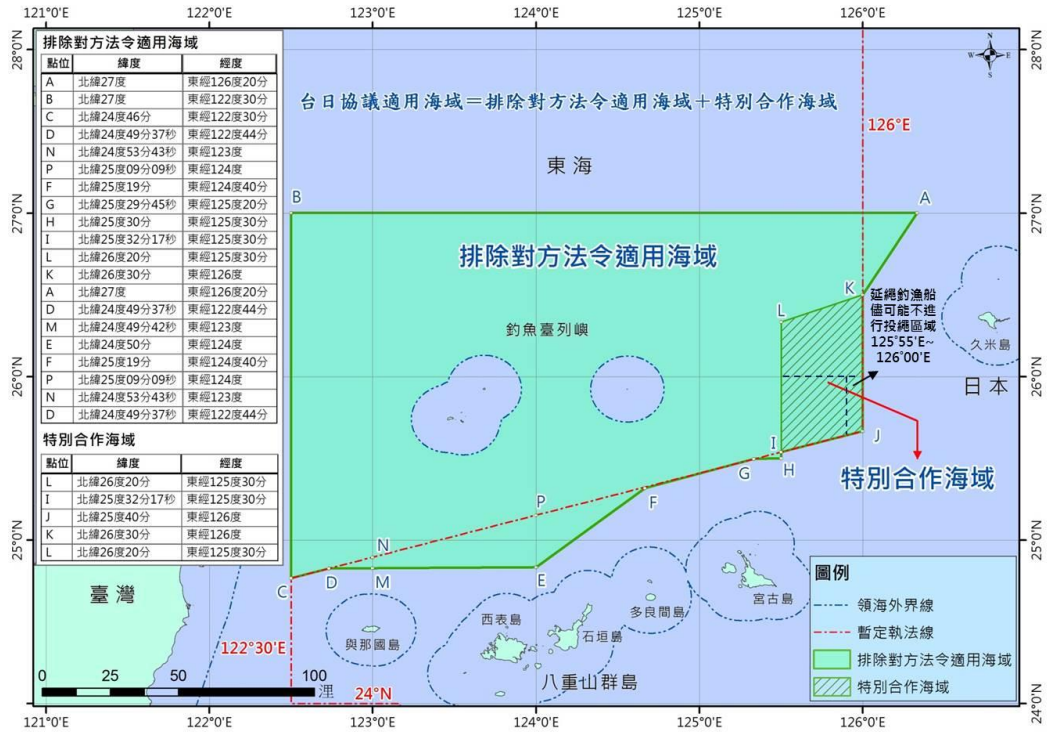 121°0'E 122°0'E 123°0'E 124°0'E 125°0'E 126°0'E
28°0'N 28°0'N
27°0'N 27°0'N
26°0'N 26°0'N
25°0'N 25°0'N
24°0'N
排除對方法令適用海域
點位 緯度 經度
A 北緯27度 東經126度20分
B 北緯27度 東經122度30分
C 北緯24度46分 東經122度30分
D 北緯24度49分37秒 東經122度44分
N 北緯24度53分43秒 東經123度
P 北緯25度09分09秒 東經124度
F 北緯25度19分 東經124度40分
G 北緯25度29分45秒 東經125度20分
H 北緯25度30分 東經125度30分
I 北緯25度32分17秒 東經125度30分
L 北緯26度20分 東經125度30分
K 北緯26度30分 東經126度
A 北緯27度 東經126度20分
D 北緯24度49分37秒 東經122度44分
M 北緯24度49分42秒 東經123度
E 北緯24度50分 東經124度
F 北緯25度19分 東經124度40分
P 北緯25度09分09秒 東經124度
N 北緯24度53分43秒 東經123度
D 北緯24度49分37秒 東經122度44分
特別合作海域
點位 緯度 經度
L 北緯26度20分 東經125度30分
I 北緯25度32分17秒 東經125度30分
J 北緯25度40分 東經126度
K 北緯26度30分 東經126度
L 北緯26度20分 東經125度30分
N
W E
S
台日協議適用海域＝排除對方法令適用海域＋特別合作海域
126°E
東海
B A
排除對方法令適用海域
K
L
延繩釣漁船
儘可能不進
行投繩區域
125°55'E~
126°00'E
釣魚臺列嶼
久米島
日本
J
I
H
G
特別合作海域
F
P
N
C D M E
臺灣
122°30'E
與那國島
西表島
石垣島
多良間島
宮古島
八重山群島
24°N
0 25 50 100
浬
圖例
領海外界線
暫定執法線
排除對方法令適用海域
特別合作海域
121°0'E 122°0'E 123°0'E 124°0'E 125°0'E 126°0'E